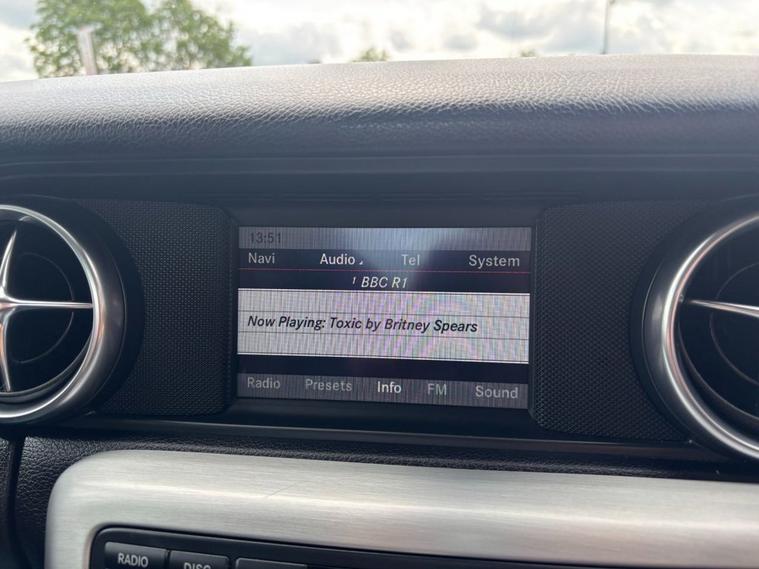 13:51
Navi Audio Tel System
1 BBC R1
Now Playing: Toxic by Britney Spears
Radio Presets Info FM Sound
RADIO DISC